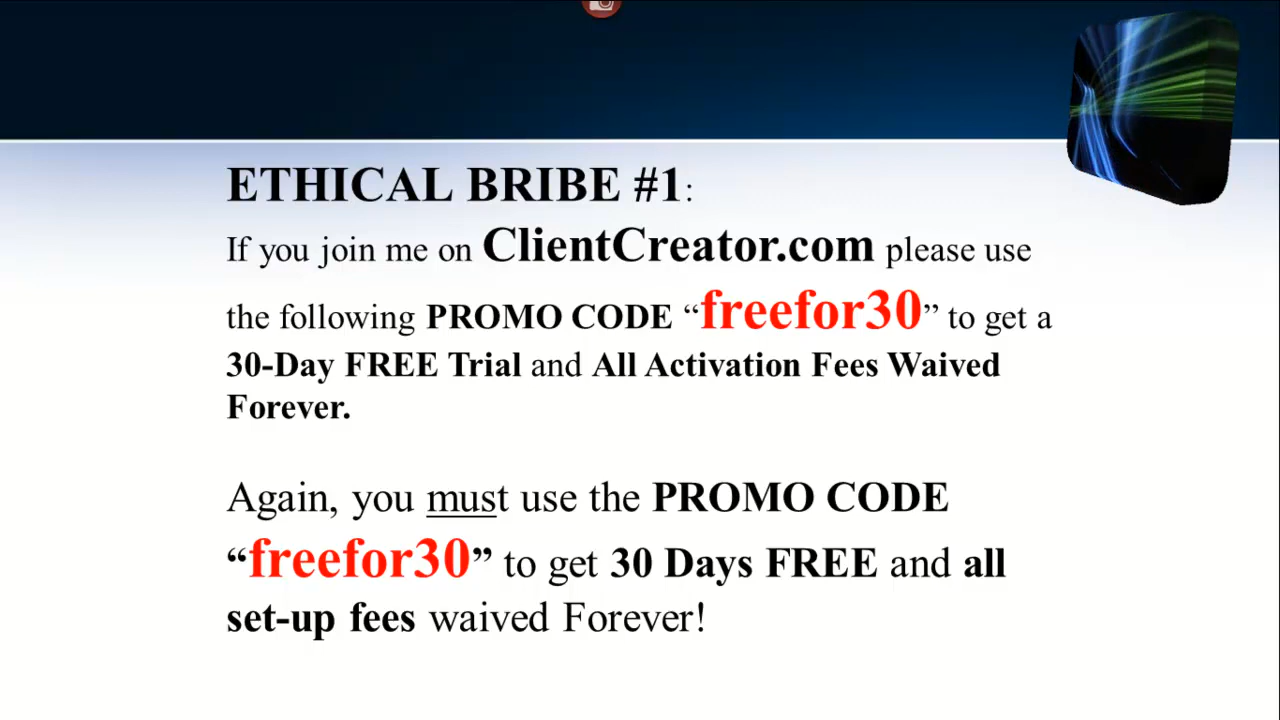 ETHICAL BRIBE #1:
If you join me on ClientCreator.com please use
the following PROMO CODE “freefor30” to get a
30-Day FREE Trial and All Activation Fees Waived
Forever.
Again, you must use the PROMO CODE
“freefor30” to get 30 Days FREE and all
set-up fees waived Forever!